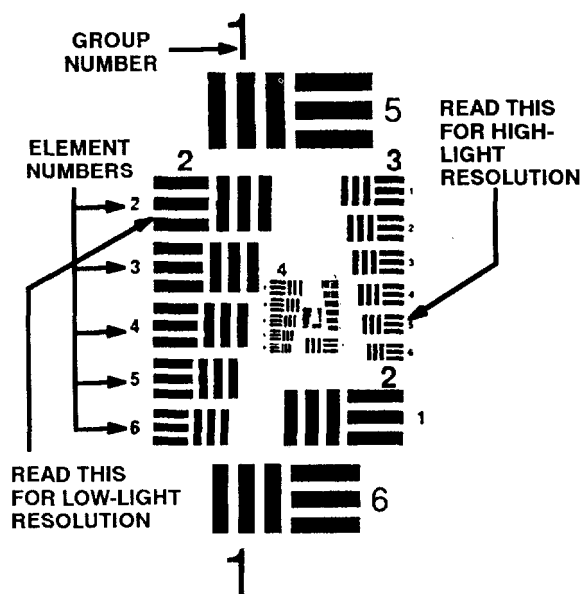 1
GROUP
NUMBER
5
READ THIS
FOR HIGH-
LIGHT
RESOLUTION
ELEMENT
NUMBERS
2
3
2
1
2
3
3
4
4
4
5
5
6
6
2
1
READ THIS
FOR LOW-LIGHT
RESOLUTION
6
1